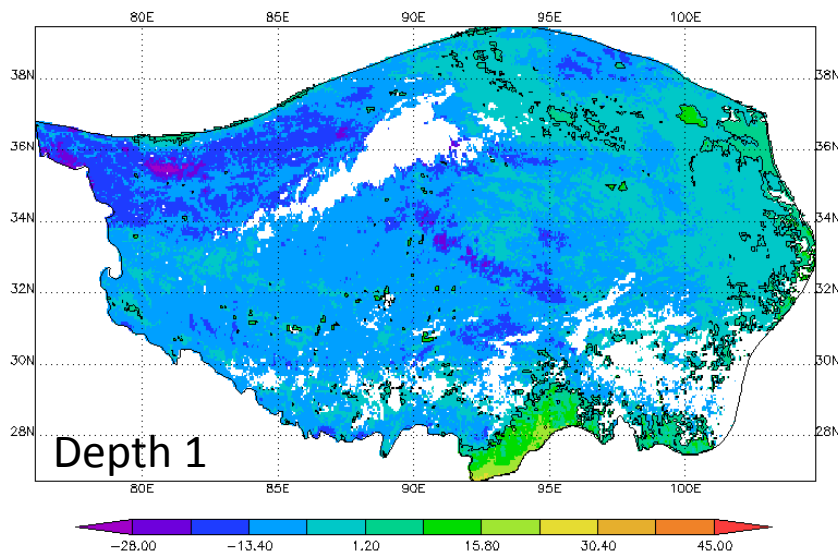 80E 85E 90E 95E 100E
38N 38N
36N 36N
34N 34N
32N 32N
30N 30N
28N 28N
Depth 1
80E 85E 90E 95E 100E
−28.00 −13.40 1.20 15.80 30.40 45.00